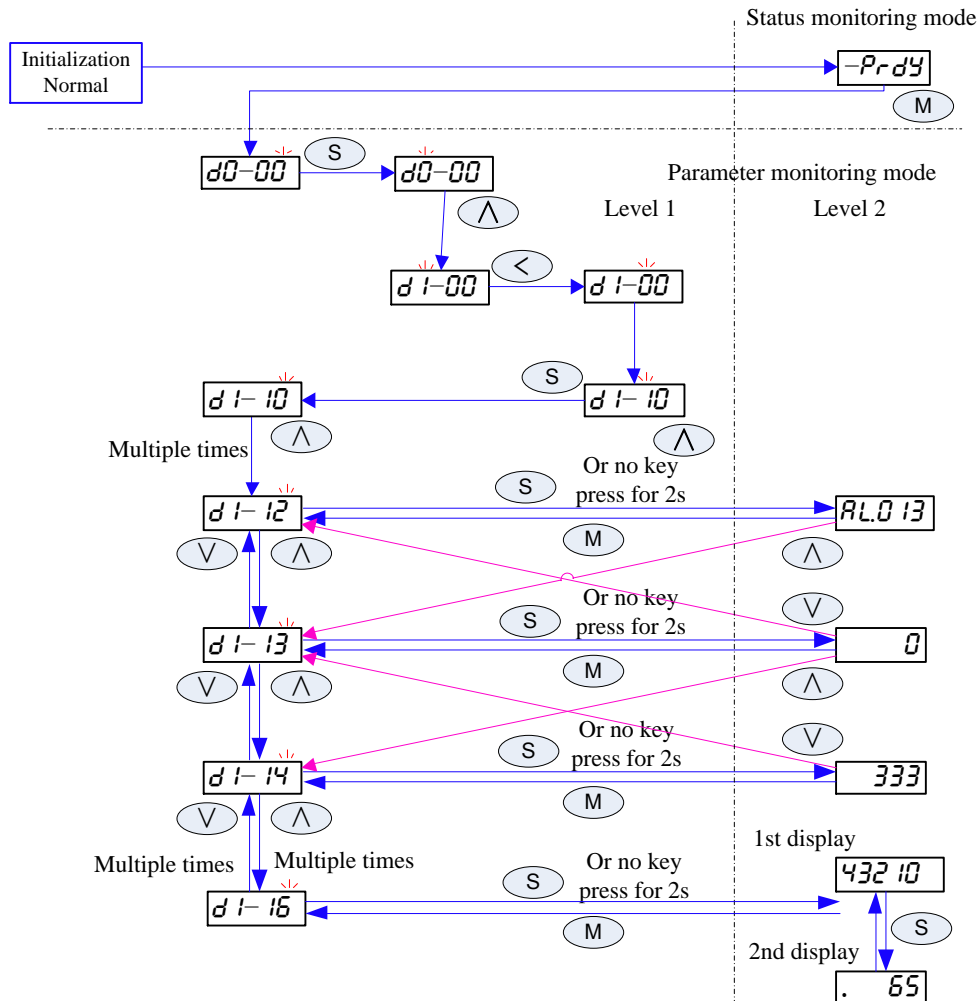 Status monitoring mode
Initialization
Normal
-Prdy
M
d0-00
S
d0-00
Parameter monitoring mode
Level 1
Level 2
Λ
d1-00
<
d1-00
d1-10
S
d1-10
Λ
Λ
Multiple times
Or no key
press for 2s
S
d1-12
AL.013
M
V
Λ
Λ
Or no key
press for 2s
V
S
d1-13
0
M
V
Λ
Λ
Or no key
press for 2s
V
S
d1-14
333
M
V
Λ
1st display
Multiple times
Multiple times
Or no key
press for 2s
S
43210
d1-16
M
S
2nd display
. 65